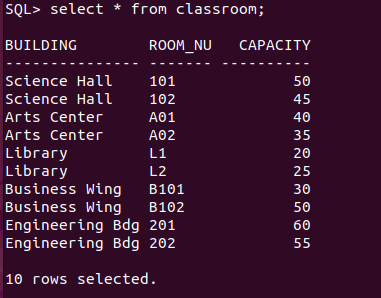 SQL> select * from classroom;
BUILDING        ROOM_NU   CAPACITY
--------------- ------- ----------
Science Hall    101             50
Science Hall    102             45
Arts Center     A01             40
Arts Center     A02             35
Library         L1              20
Library         L2              25
Business Wing   B101            30
Business Wing   B102            50
Engineering Bdg 201             60
Engineering Bdg 202             55
10 rows selected.